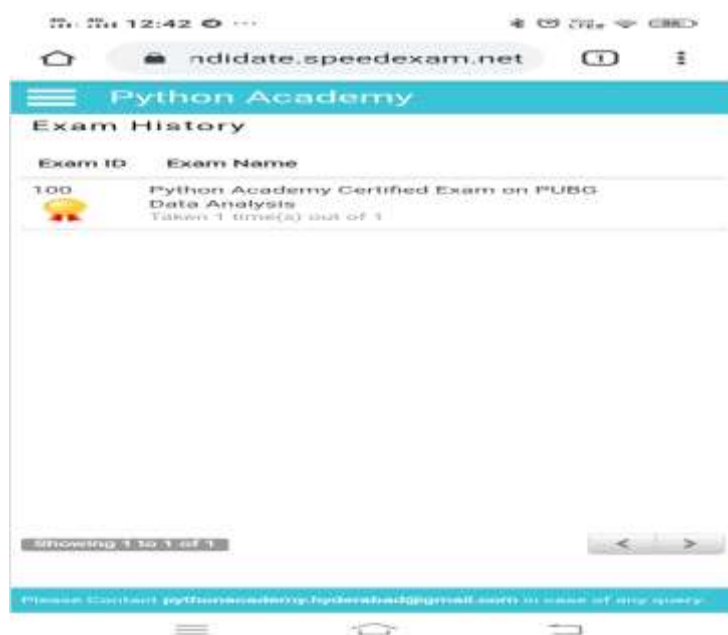 12:42
ndidate.speedexam.net 1
Python Academy
Exam History
Exam ID Exam Name
100 Python Academy Certified Exam on PUBG
Data Analysis
Taken 1 time(s) out of 1
Showing 1 to 1 of 1
< >
Please Contact pythonacademy.hyderabad@gmail.com in case of any query